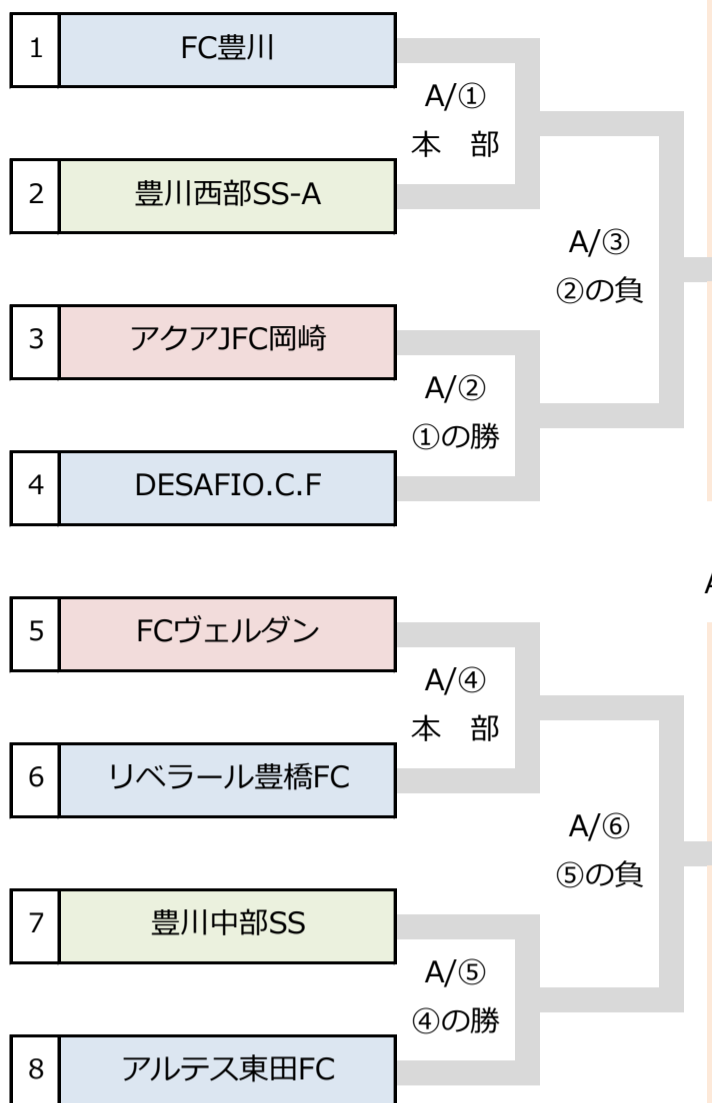 1 FC豊川
A/①
本 部
2 豊川西部SS-A
A/③
②の負
3 アクアJFC岡崎
A/②
①の勝
4 DESAFIO.C.F
5 FCヴェルダン
A/④
本 部
6 リベラール豊橋FC
A/⑥
⑤の負
7 豊川中部SS
A/⑤
④の勝
8 アルテス東田FC